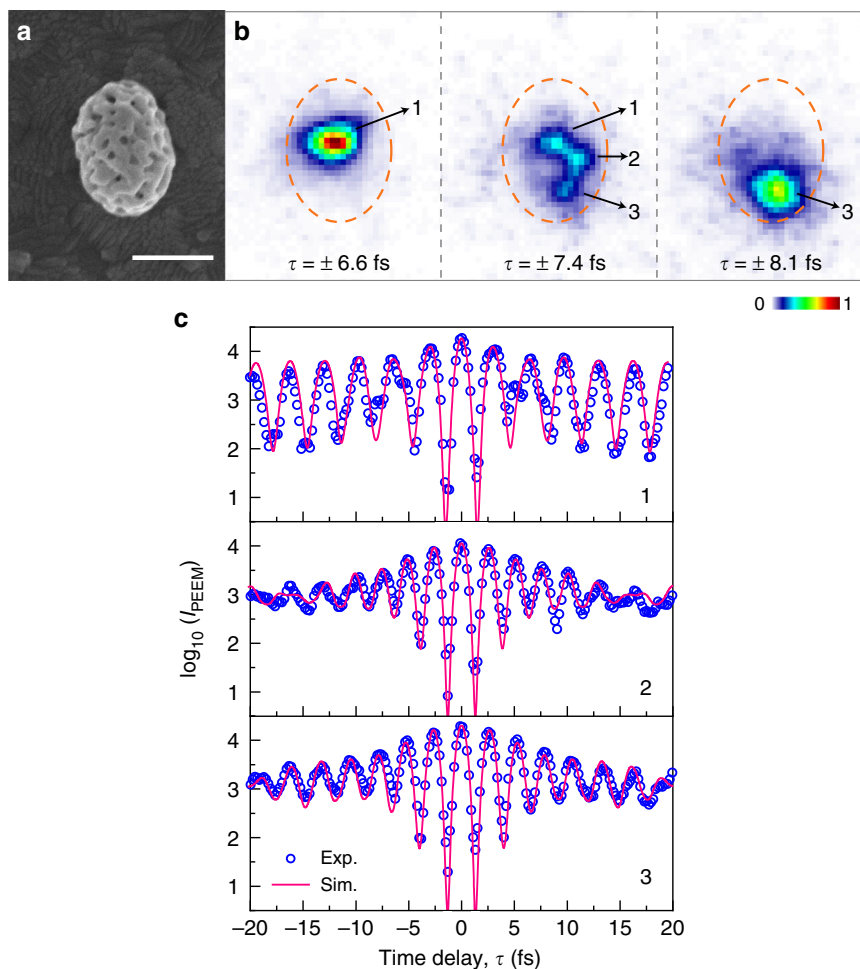 a
b
1
1
2
3
3
τ = ± 6.6 fs
τ = ± 7.4 fs
τ = ± 8.1 fs
0 1
c
4
3
2
1
1
4
3
2
1
2
4
3
2
1
3
log₁₀ (I_PEEM)
Exp.
Sim.
−20 −15 −10 −5 0 5 10 15 20
Time delay, τ (fs)